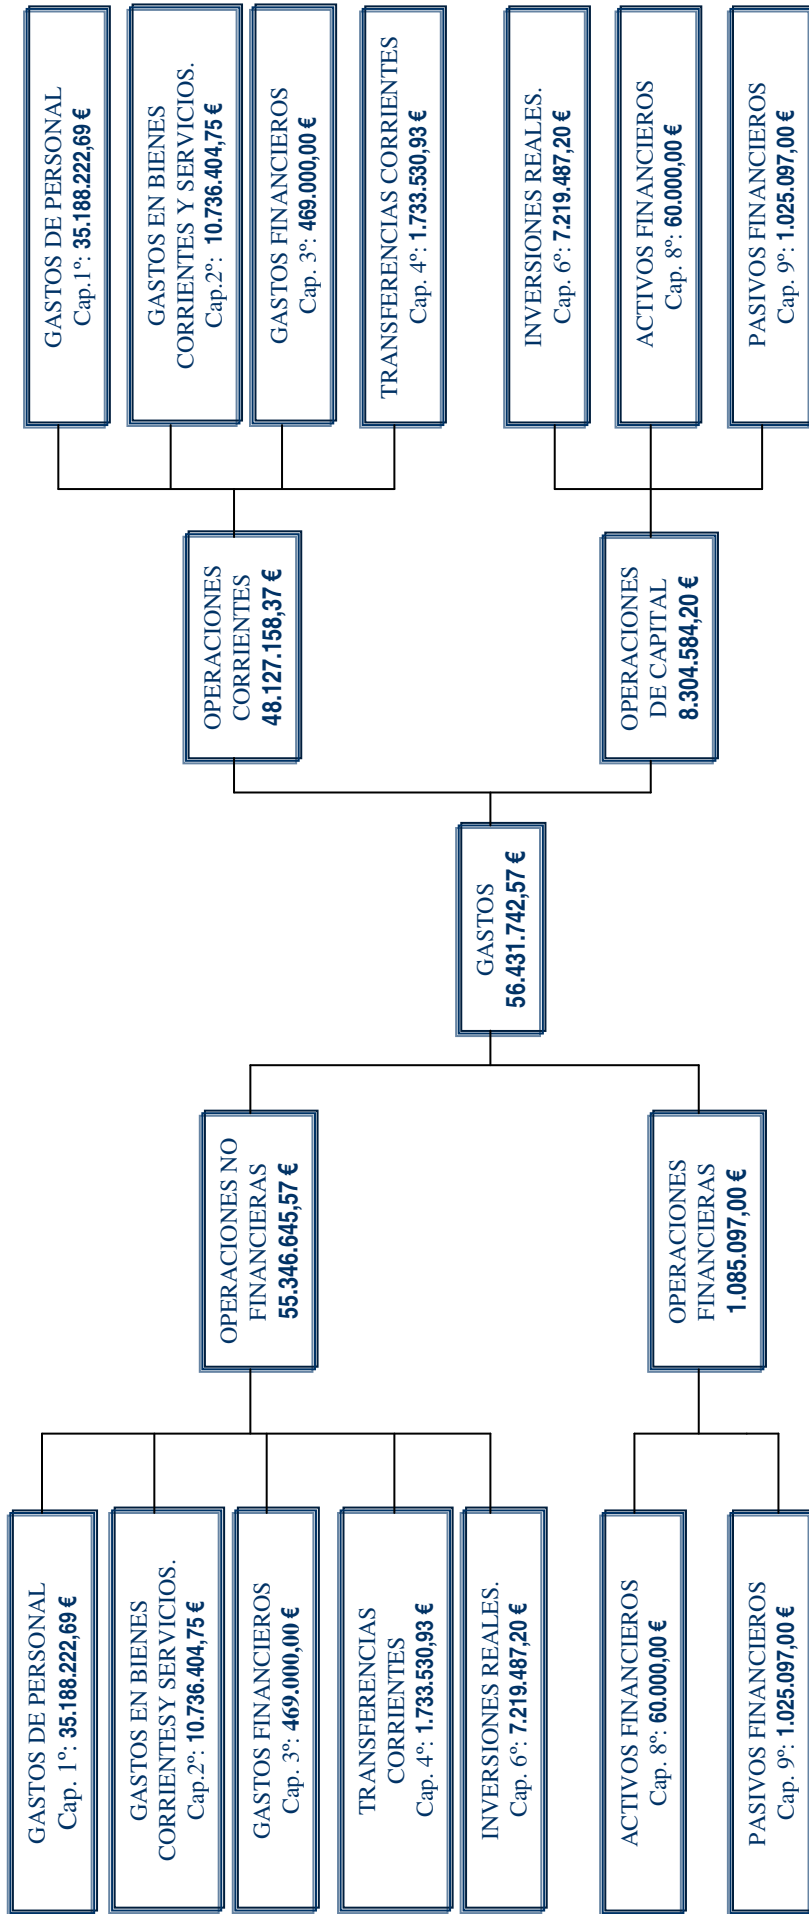 GASTOS DE PERSONAL
Cap. 1º: 35.188.222,69 €
GASTOS EN BIENES
CORRIENTESY SERVICIOS.
Cap.2º: 10.736.404,75 €
GASTOS FINANCIEROS
Cap. 3º: 469.000,00 €
TRANSFERENCIAS
CORRIENTES
Cap. 4º: 1.733.530,93 €
INVERSIONES REALES.
Cap. 6º: 7.219.487,20 €
ACTIVOS FINANCIEROS
Cap. 8º: 60.000,00 €
PASIVOS FINANCIEROS
Cap. 9º: 1.025.097,00 €
OPERACIONES NO
FINANCIERAS
55.346.645,57 €
OPERACIONES
FINANCIERAS
1.085.097,00 €
GASTOS
56.431.742,57 €
OPERACIONES
CORRIENTES
48.127.158,37 €
OPERACIONES
DE CAPITAL
8.304.584,20 €
GASTOS DE PERSONAL
Cap.1º: 35.188.222,69 €
GASTOS EN BIENES
CORRIENTES Y SERVICIOS.
Cap.2º: 10.736.404,75 €
GASTOS FINANCIEROS
Cap. 3º: 469.000,00 €
TRANSFERENCIAS CORRIENTES
Cap. 4º: 1.733.530,93 €
INVERSIONES REALES.
Cap. 6º: 7.219.487,20 €
ACTIVOS FINANCIEROS
Cap. 8º: 60.000,00 €
PASIVOS FINANCIEROS
Cap. 9º: 1.025.097,00 €